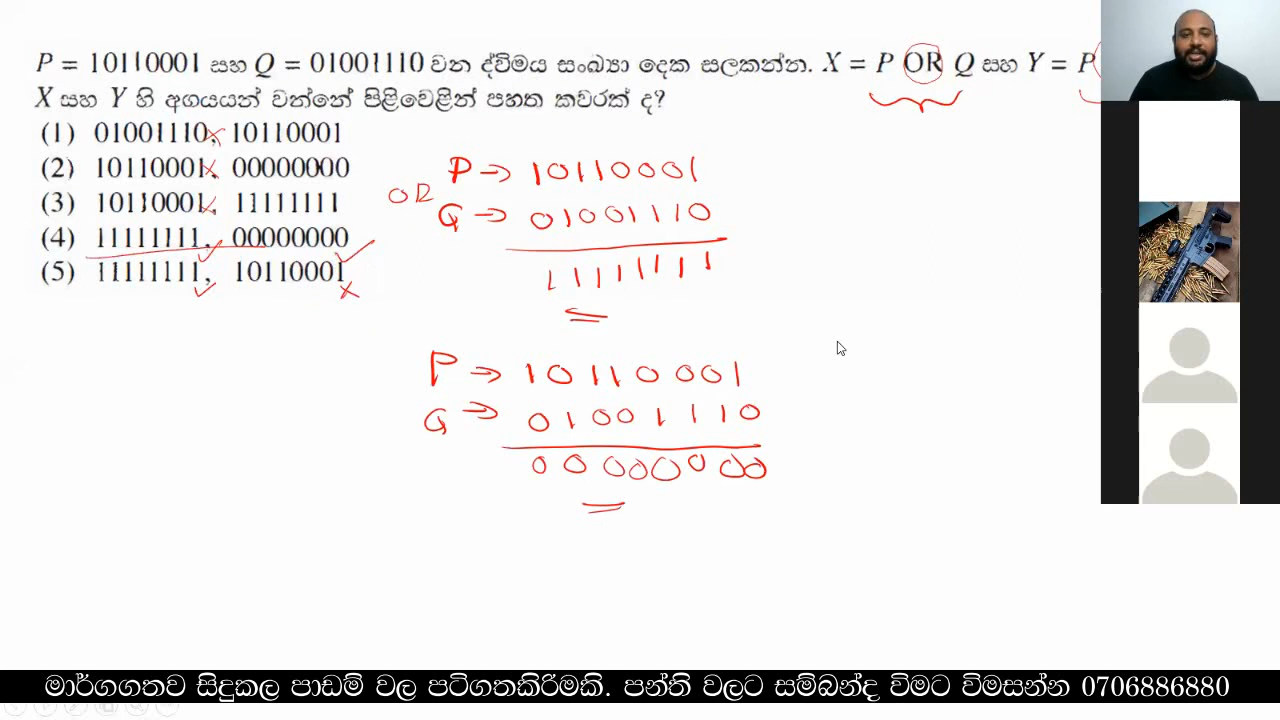 P = 10110001 සහ Q = 01001110 වන ද්විමය සංඛ්‍යා දෙක සලකන්න. X = P OR Q සහ Y = P
X සහ Y හි අගයයන් වන්නේ පිළිවෙළින් පහත කවරක් ද?
(1) 01001110, 10110001
(2) 10110001, 00000000
(3) 10110001, 11111111
(4) 11111111, 00000000
(5) 11111111, 10110001
P → 10110001
OR Q → 01001110
11111111
P → 10110001
Q → 01001110
00000000
මාර්ගගතව සිදුකල පාඩම් වල පටිගතකිරිමකි. පන්ති වලට සම්බන්ද විමට විමසන්න 0706886880